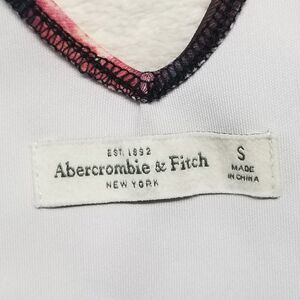 EST. 1892
Abercrombie & Fitch
NEW YORK
S
MADE
IN CHINA